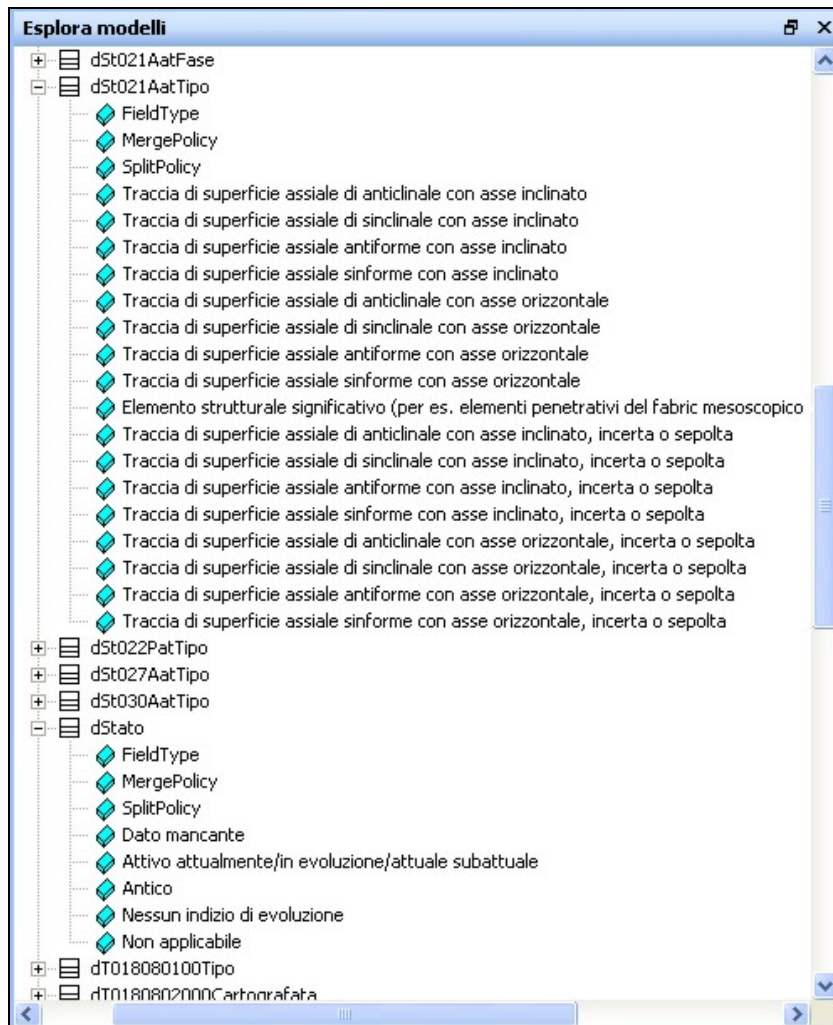 Esplora modelli
dSt021AatFase
dSt021AatTipo
FieldType
MergePolicy
SplitPolicy
Traccia di superficie assiale di anticlinale con asse inclinato
Traccia di superficie assiale di sinclinale con asse inclinato
Traccia di superficie assiale antiforme con asse inclinato
Traccia di superficie assiale sinforme con asse inclinato
Traccia di superficie assiale di anticlinale con asse orizzontale
Traccia di superficie assiale di sinclinale con asse orizzontale
Traccia di superficie assiale antiforme con asse orizzontale
Traccia di superficie assiale sinforme con asse orizzontale
Elemento strutturale significativo (per es. elementi penetrativi del fabric mesoscopico
Traccia di superficie assiale di anticlinale con asse inclinato, incerta o sepolta
Traccia di superficie assiale di sinclinale con asse inclinato, incerta o sepolta
Traccia di superficie assiale antiforme con asse inclinato, incerta o sepolta
Traccia di superficie assiale sinforme con asse inclinato, incerta o sepolta
Traccia di superficie assiale di anticlinale con asse orizzontale, incerta o sepolta
Traccia di superficie assiale di sinclinale con asse orizzontale, incerta o sepolta
Traccia di superficie assiale antiforme con asse orizzontale, incerta o sepolta
Traccia di superficie assiale sinforme con asse orizzontale, incerta o sepolta
dSt022PatTipo
dSt027AatTipo
dSt030AatTipo
dStato
FieldType
MergePolicy
SplitPolicy
Dato mancante
Attivo attualmente/in evoluzione/attuale subattuale
Antico
Nessun indizio di evoluzione
Non applicabile
dT018080100Tipo
dT0180802000Cartografata